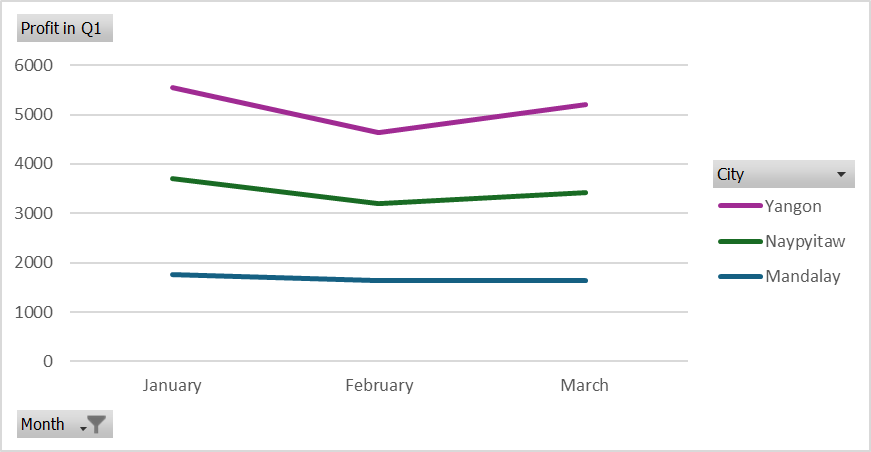 Profit in Q1
6000
5000
4000
3000
2000
1000
0
January February March
City
Yangon
Naypyitaw
Mandalay
Month